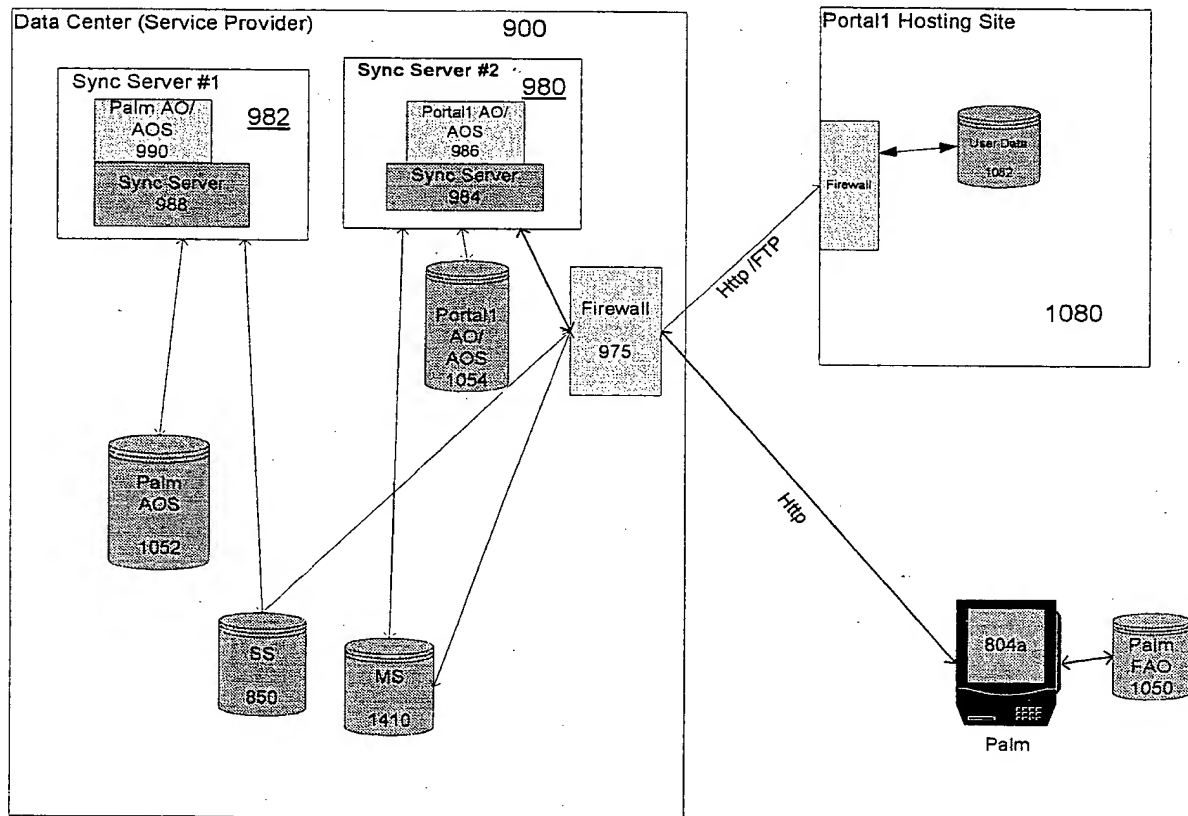 Data Center (Service Provider)
900
Sync Server #1
982
Palm AO/
AOS
990
Sync Server
988
Sync Server #2
980
Portal1 AO/
AOS
986
Sync Server
984
Portal1
AO/
AOS
1054
Firewall
975
Palm
AOS
1052
SS
850
MS
1410
Http /FTP
Http
Portal1 Hosting Site
Firewall
User Data
1082
1080
804a
Palm
Palm
FAO
1050